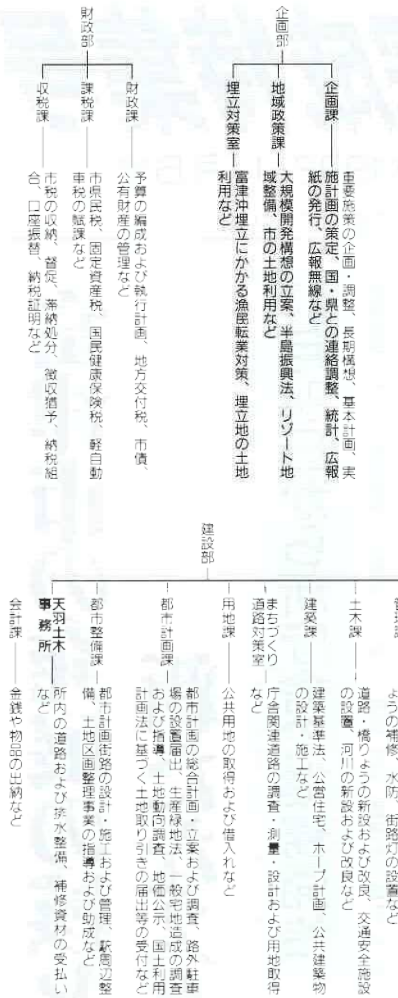 企画部
企画課
重要施策の企画・調整、長期構想、基本計画、実
施計画の策定、国・県との連絡調整、統計、広報
紙の発行、広報無線など
地域政策課
大規模開発構想の立案、半島振興法、リゾート地
域整備、市の土地利用など
埋立対策室
富津沖埋立にかかる漁民転業対策、埋立地の土地
利用など
財政部
財政課
予算の編成および執行計画、地方交付税、市債、
公有財産の管理など
課税課
市県民税、固定資産税、国民健康保険税、軽自動
車税の賦課など
収税課
市税の収納、督促、滞納処分、徴収猶予、納税組
合、口座振替、納税証明など
建設部
ょうの補修、水防、街路灯の設置など
土木課
道路・橋りょうの新設および改良、交通安全施設
の設置、河川の新設および改良など
建築課
建築基準法、公営住宅、ホープ計画、公共建築物
の設計・施工など
まちづくり
道路対策室
庁舎関連道路の調査・測量・設計および用地取得
など
用地課
公共用地の取得および借入れなど
都市計画課
都市計画の総合計画・立案および調査、路外駐車
場の設置届出、生産緑地法、一般宅地造成の調査
および指導、土地動向調査、地価公示、国土利用
計画法に基づく土地取り引きの届出等の受付など
都市整備課
都市計画街路の設計・施工および管理、駅周辺整
備、土地区画整理事業の指導および助成など
天羽土木
事務所
所内の道路および排水整備、補修資材の受払い
など
会計課
金銭や物品の出納など